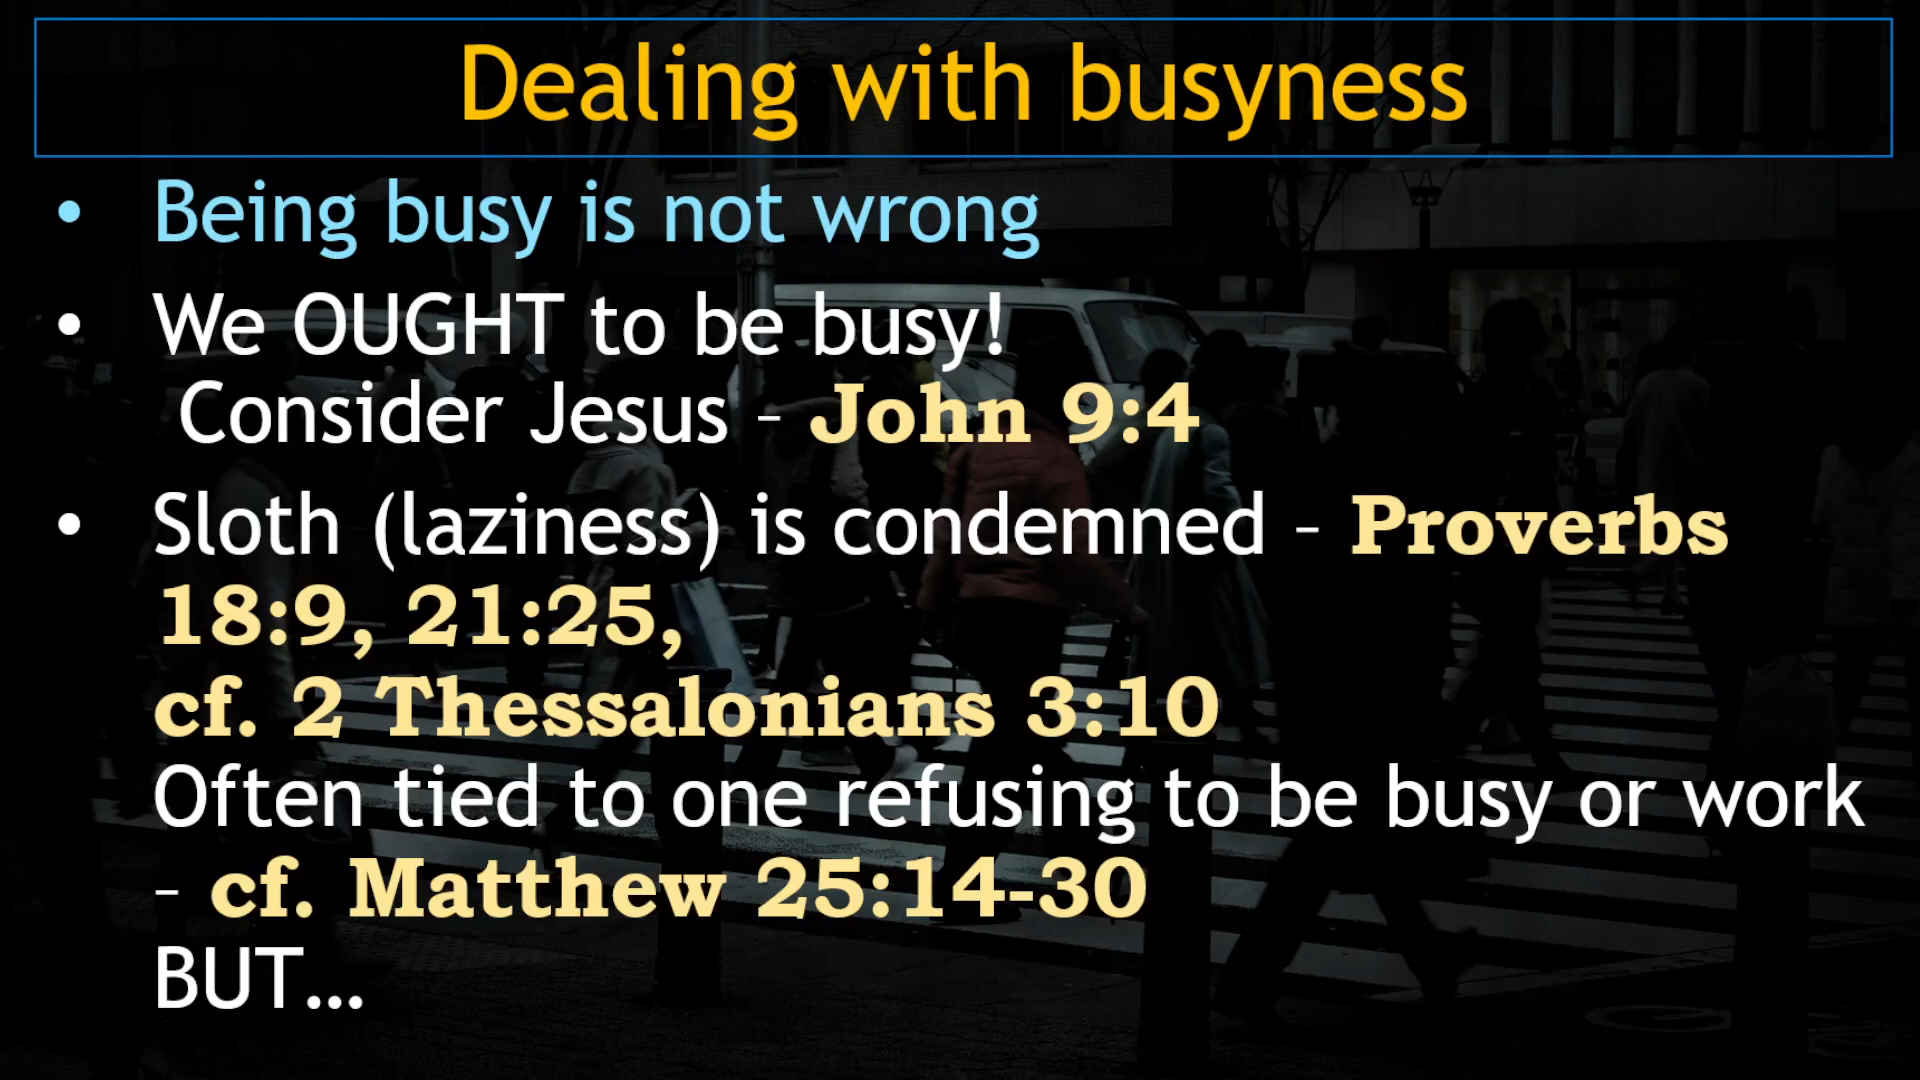 Dealing with busyness
• Being busy is not wrong
• We OUGHT to be busy!
Consider Jesus – John 9:4
• Sloth (laziness) is condemned – Proverbs
18:9, 21:25,
cf. 2 Thessalonians 3:10
Often tied to one refusing to be busy or work
– cf. Matthew 25:14-30
BUT…